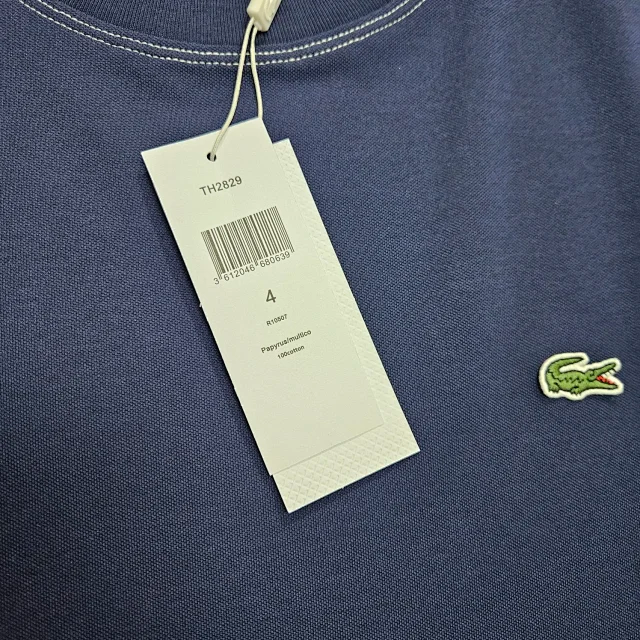 TH2829
3 612046 680639
4
R10507
Papyrus/multico
100cotton